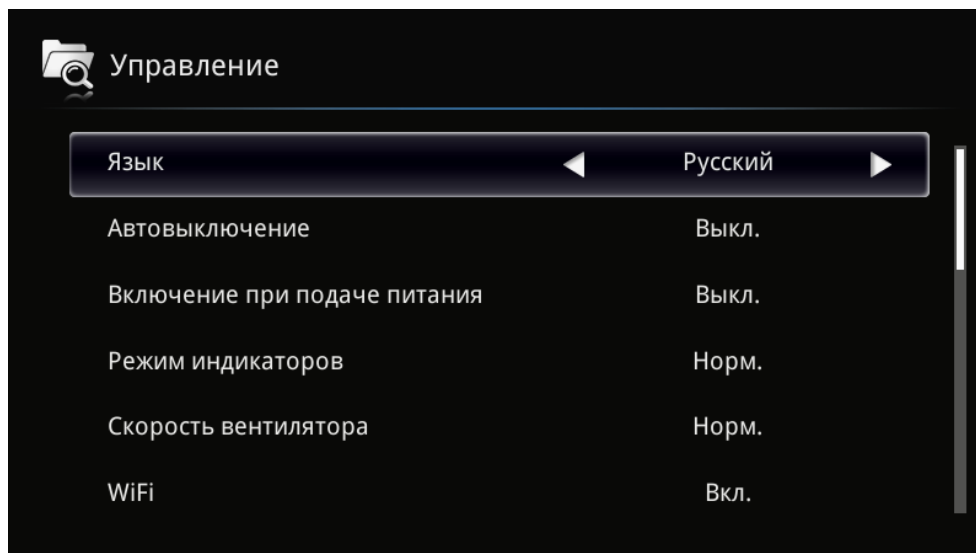 Управление
Язык Русский
Автовыключение Выкл.
Включение при подаче питания Выкл.
Режим индикаторов Норм.
Скорость вентилятора Норм.
WiFi Вкл.